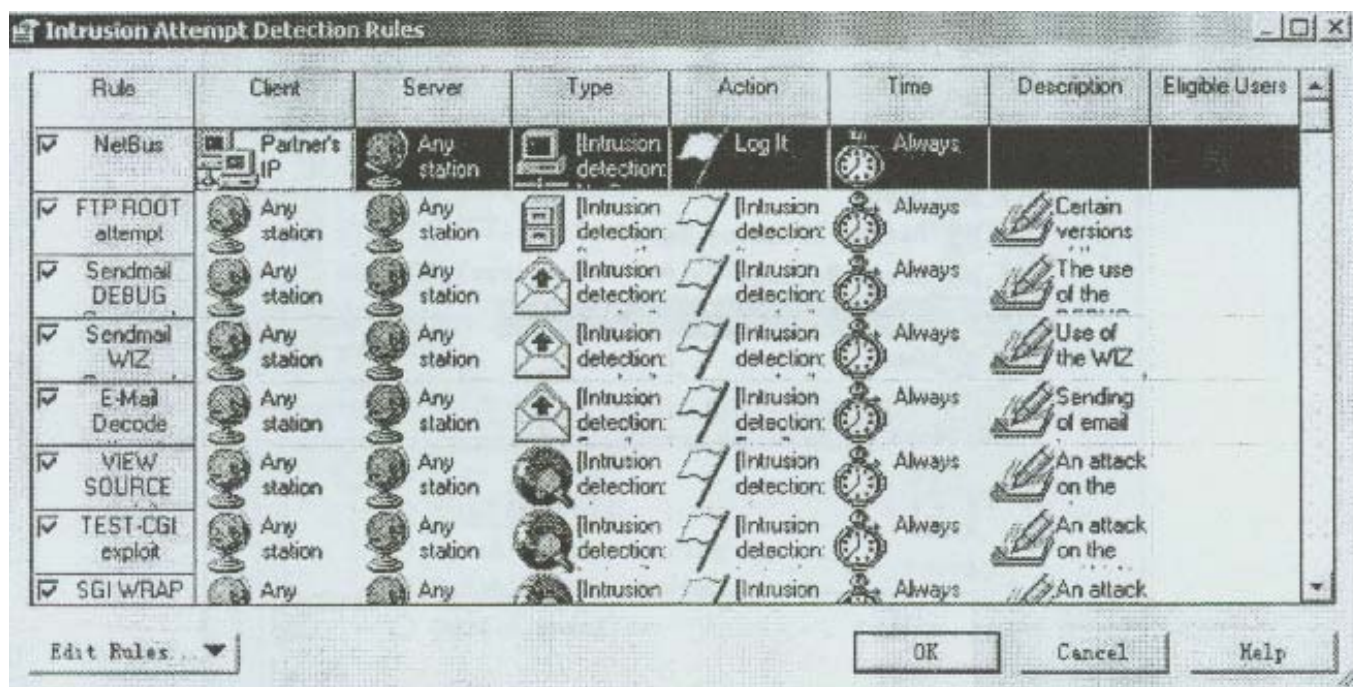 Intrusion Attempt Detection Rules
Rule Client Server Type Action Time Description Eligible Users
NetBus Partner's IP Any station [Intrusion detection: Log It Always
FTP ROOT attempt Any station Any station [Intrusion detection: [Intrusion detection: Always Certain versions
Sendmail DEBUG Any station Any station [Intrusion detection: [Intrusion detection: Always The use of the
Sendmail WIZ Any station Any station [Intrusion detection: [Intrusion detection: Always Use of the WIZ
E-Mail Decode Any station Any station [Intrusion detection: [Intrusion detection: Always Sending of email
VIEW SOURCE Any station Any station [Intrusion detection: [Intrusion detection: Always An attack on the
TEST-CGI exploit Any station Any station [Intrusion detection: [Intrusion detection: Always An attack on the
SGI WRAP Any Any [Intrusion [Intrusion Always An attack
Edit Rules... OK Cancel Help